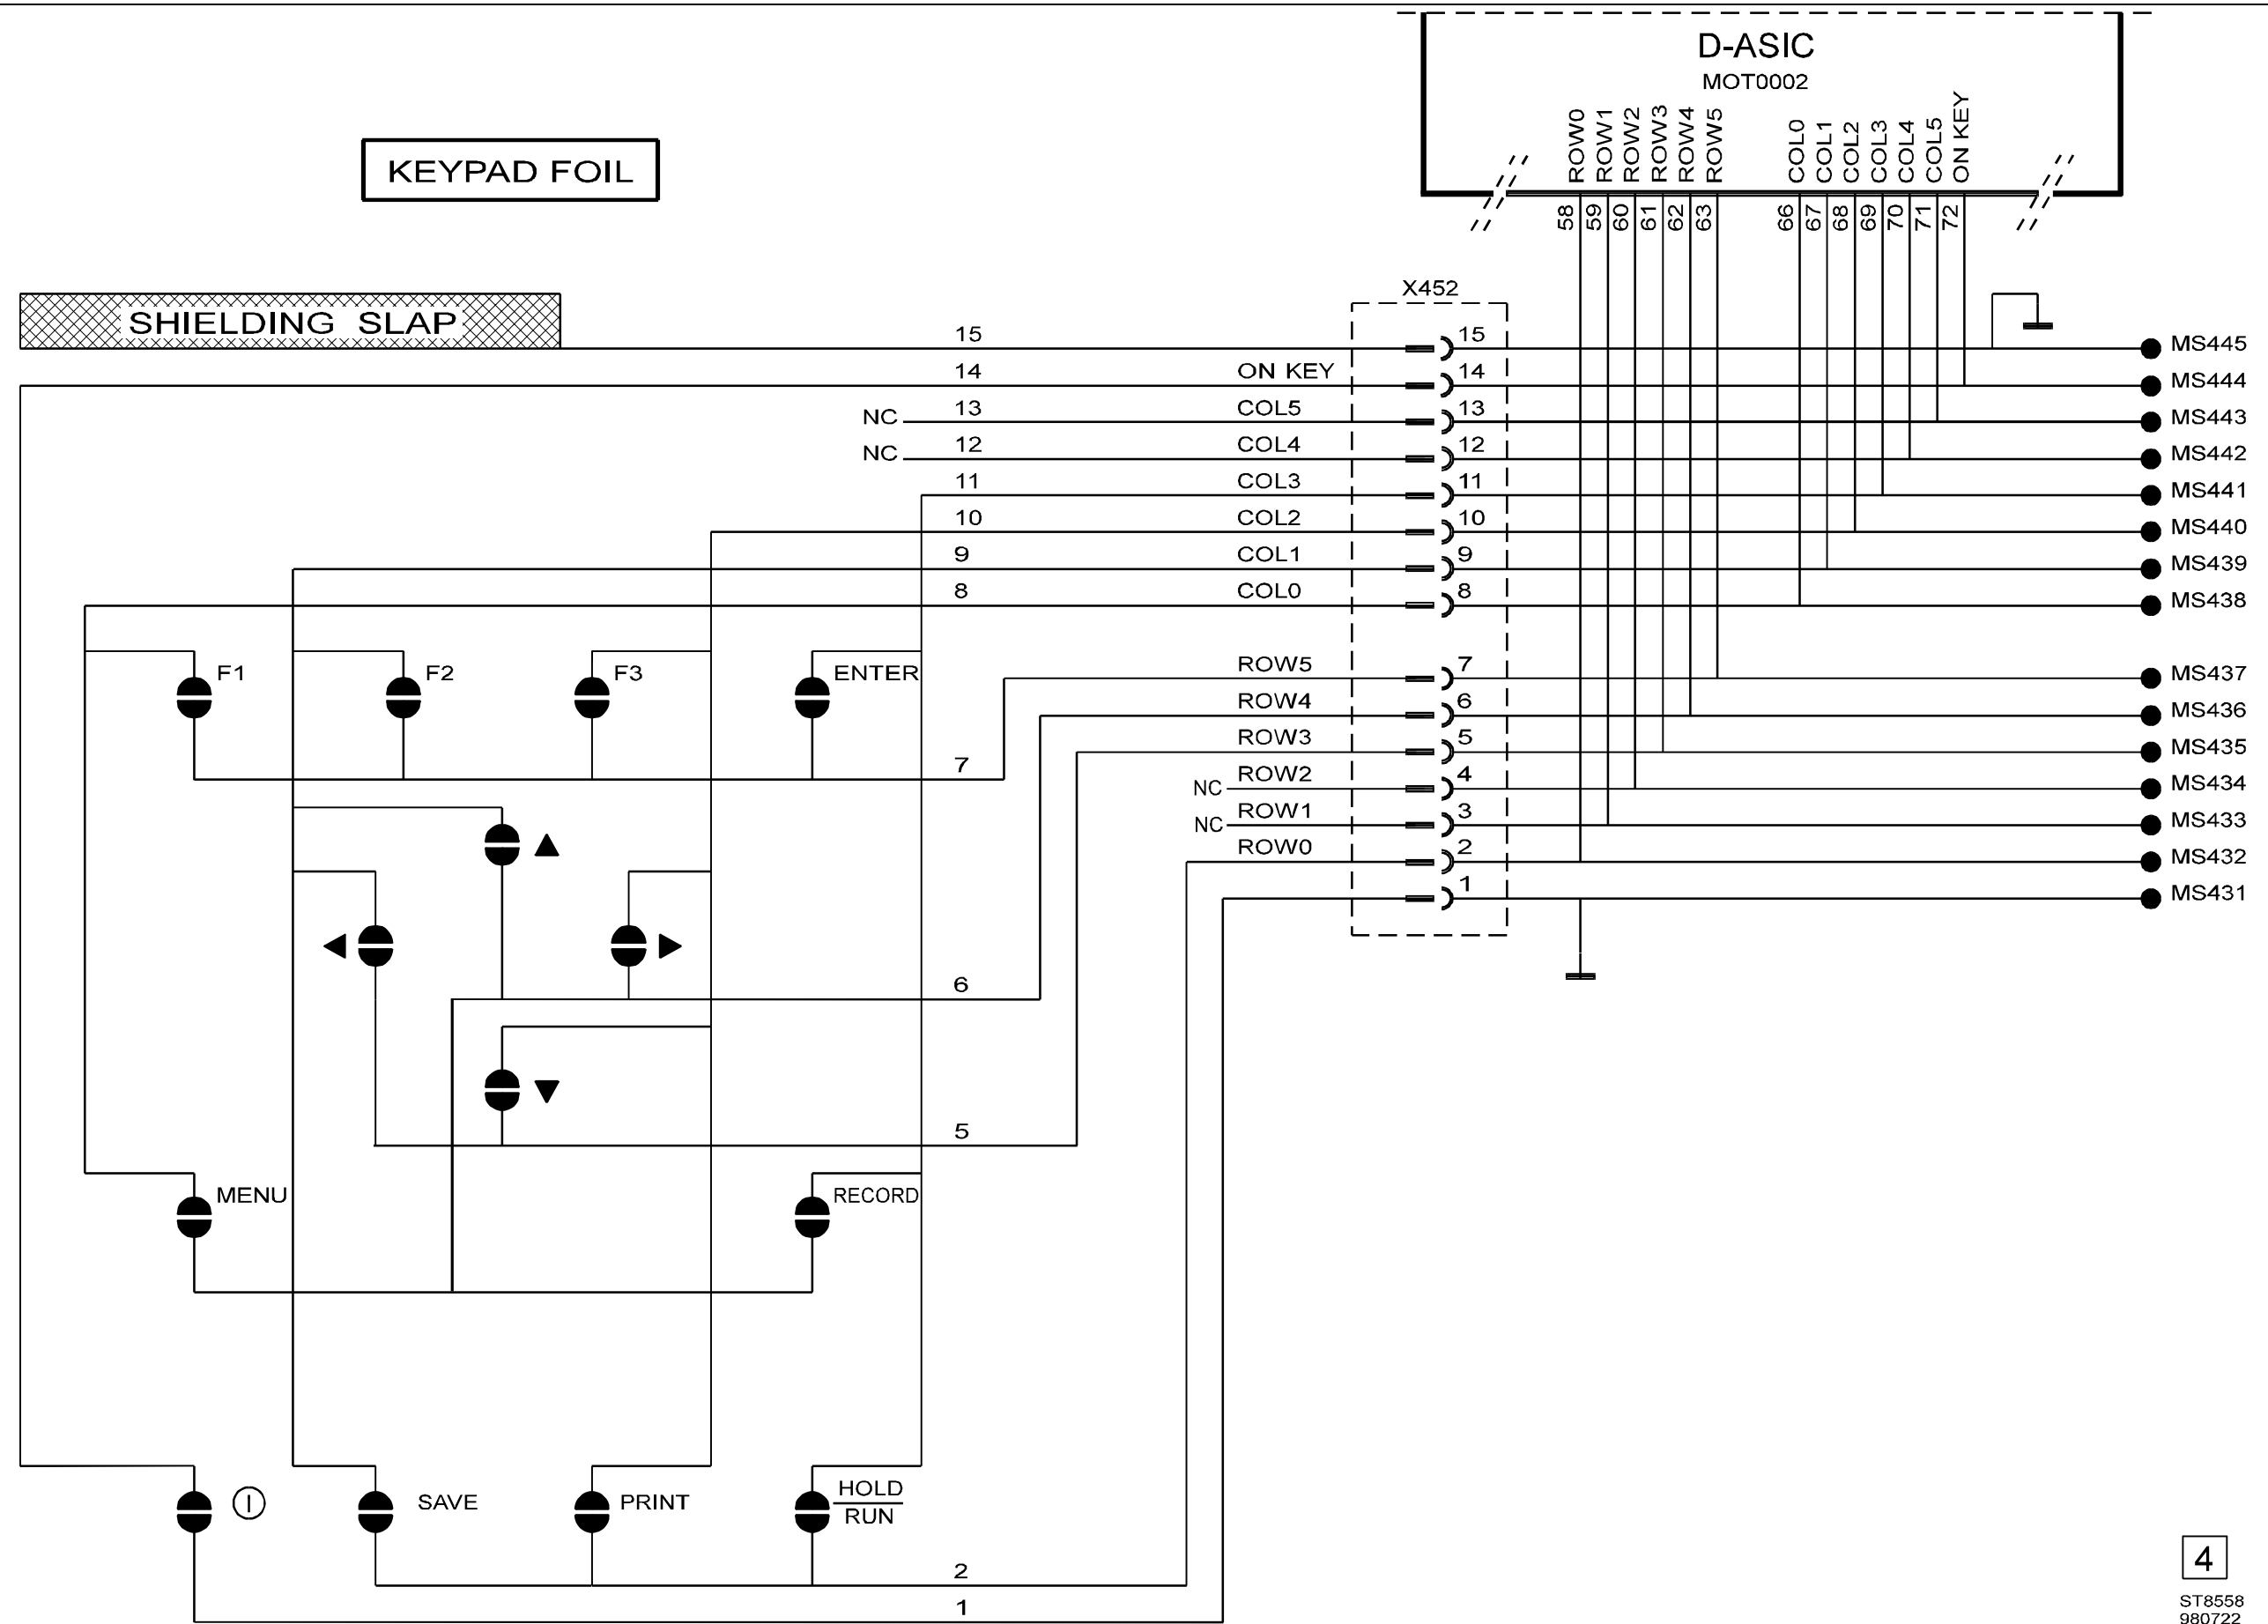 D-ASIC
MOT0002
KEYPAD FOIL
ROW0 ROW1 ROW2 ROW3 ROW4 ROW5 COL0 COL1 COL2 COL3 COL4 COL5 ON KEY
58 59 60 61 62 63 66 67 68 69 70 71 72
X452
SHIELDING SLAP
15 15 MS445
14 ON KEY 14 MS444
NC 13 COL5 13 MS443
NC 12 COL4 12 MS442
11 COL3 11 MS441
10 COL2 10 MS440
9 COL1 9 MS439
8 COL0 8 MS438
F1 F2 F3 ENTER ROW5 7 MS437
ROW4 6 MS436
ROW3 5 MS435
7
NC ROW2 4 MS434
NC ROW1 3 MS433
ROW0 2 MS432
1 MS431
6
5
MENU RECORD
SAVE PRINT HOLD
RUN
2
1
4
ST8558
980722